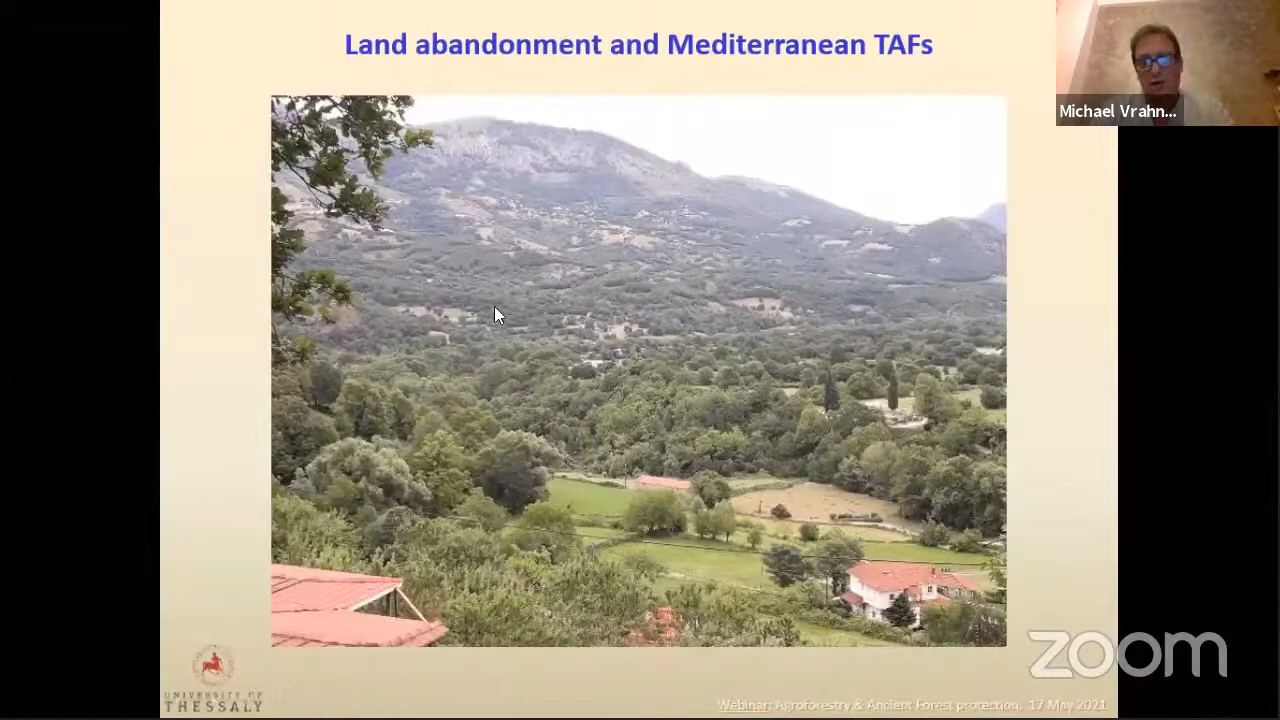 Land abandonment and Mediterranean TAFs
Michael Vrahn...
UNIVERSITY OF
THESSALY
zoom
Webinar: Agroforestry & Ancient Forest protection, 17 May 2021